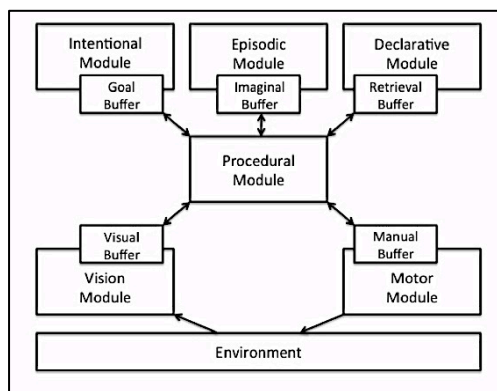 Intentional
Module
Goal
Buffer
Episodic
Module
Imaginal
Buffer
Declarative
Module
Retrieval
Buffer
Procedural
Module
Visual
Buffer
Vision
Module
Manual
Buffer
Motor
Module
Environment